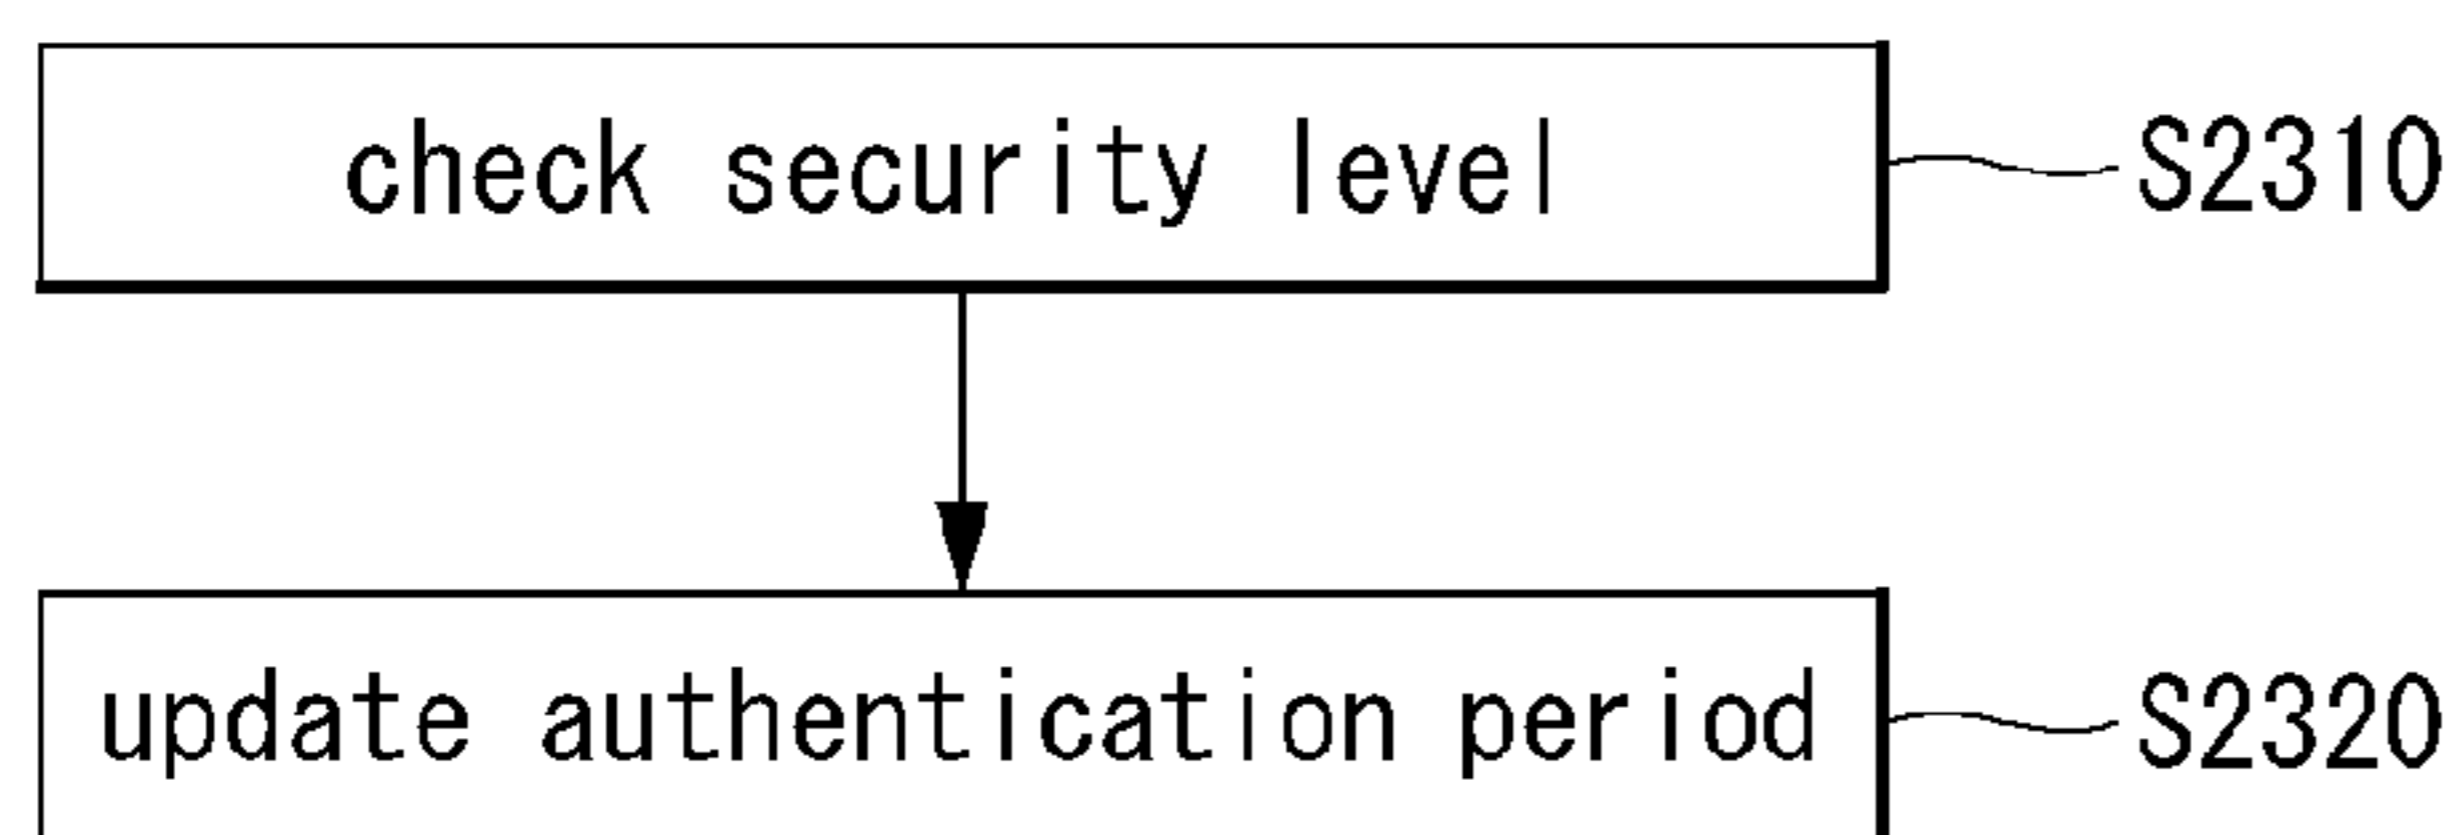 check security level S2310
update authentication period S2320